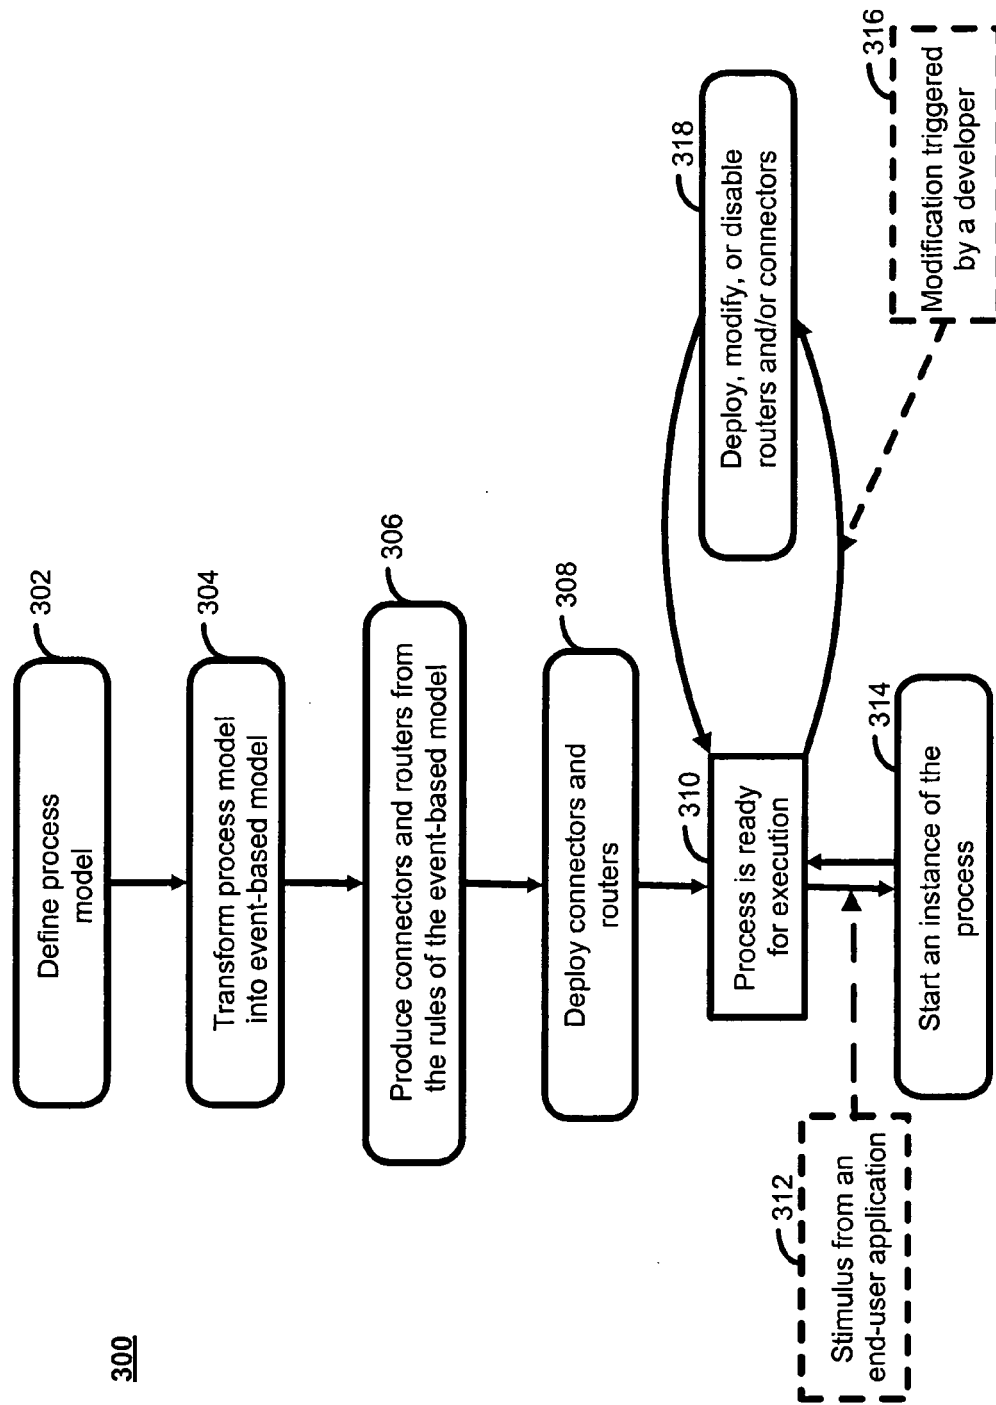 300
302
Define process
model
304
Transform process model
into event-based model
306
Produce connectors and routers from
the rules of the event-based model
308
Deploy connectors and
routers
310
Process is ready
for execution
312
Stimulus from an
end-user application
314
Start an instance of the
process
316
Modification triggered
by a developer
318
Deploy, modify, or disable
routers and/or connectors